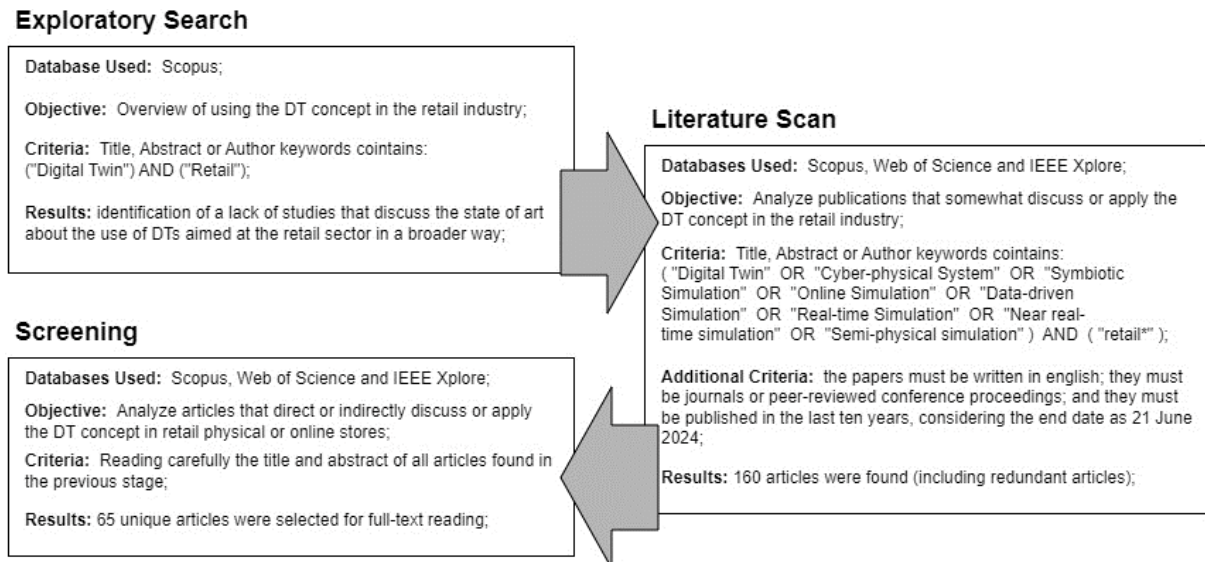 Exploratory Search
Database Used: Scopus;
Objective: Overview of using the DT concept in the retail industry;
Criteria: Title, Abstract or Author keywords cointains:
("Digital Twin") AND ("Retail");
Results: identification of a lack of studies that discuss the state of art
about the use of DTs aimed at the retail sector in a broader way;
Literature Scan
Databases Used: Scopus, Web of Science and IEEE Xplore;
Objective: Analyze publications that somewhat discuss or apply the
DT concept in the retail industry;
Criteria: Title, Abstract or Author keywords cointains:
( "Digital Twin" OR "Cyber-physical System" OR "Symbiotic
Simulation" OR "Online Simulation" OR "Data-driven
Simulation" OR "Real-time Simulation" OR "Near real-
time simulation" OR "Semi-physical simulation" ) AND ( "retail*" );
Additional Criteria: the papers must be written in english; they must
be journals or peer-reviewed conference proceedings; and they must
be published in the last ten years, considering the end date as 21 June
2024;
Results: 160 articles were found (including redundant articles);
Screening
Databases Used: Scopus, Web of Science and IEEE Xplore;
Objective: Analyze articles that direct or indirectly discuss or apply
the DT concept in retail physical or online stores;
Criteria: Reading carefully the title and abstract of all articles found in
the previous stage;
Results: 65 unique articles were selected for full-text reading;